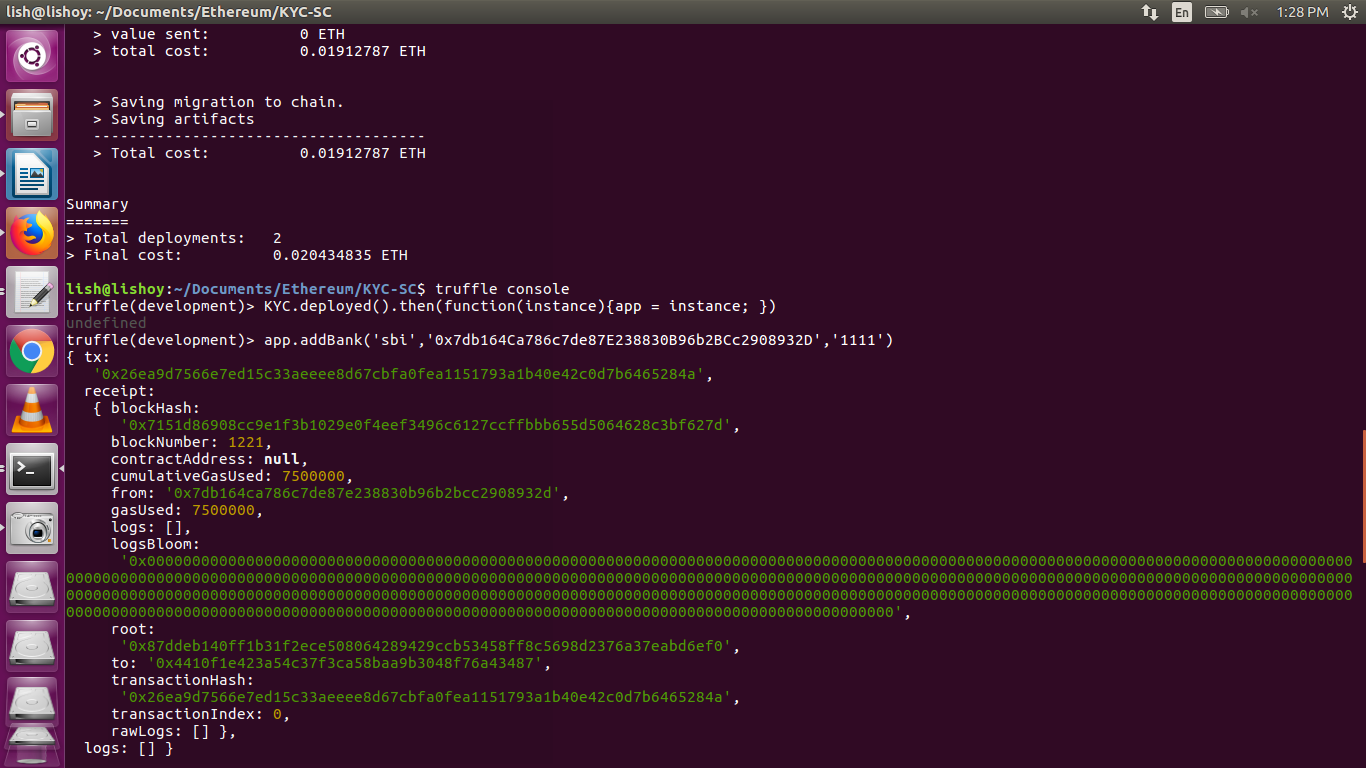 lish@lishoy: ~/Documents/Ethereum/KYC-SC
En
1:28 PM
> value sent: 0 ETH
> total cost: 0.01912787 ETH
> Saving migration to chain.
> Saving artifacts
-------------------------------------
> Total cost: 0.01912787 ETH
Summary
=======
> Total deployments: 2
> Final cost: 0.020434835 ETH
lish@lishoy:~/Documents/Ethereum/KYC-SC$ truffle console
truffle(development)> KYC.deployed().then(function(instance){app = instance; })
undefined
truffle(development)> app.addBank('sbi','0x7db164Ca786c7de87E238830B96b2BCc2908932D','1111')
{ tx:
'0x26ea9d7566e7ed15c33aeeee8d67cbfa0fea1151793a1b40e42c0d7b6465284a',
receipt:
{ blockHash:
'0x7151d86908cc9e1f3b1029e0f4eef3496c6127ccffbbb655d5064628c3bf627d',
blockNumber: 1221,
contractAddress: null,
cumulativeGasUsed: 7500000,
from: '0x7db164ca786c7de87e238830b96b2bcc2908932d',
gasUsed: 7500000,
logs: [],
logsBloom:
'0x00000000000000000000000000000000000000000000000000000000000000000000000000000000000000000000000000000000000000000000000000000000000000
00000000000000000000000000000000000000000000000000000000000000000000000000000000000000000000000000000000000000000000000000000000000000000000000
00000000000000000000000000000000000000000000000000000000000000000000000000000000000000000000000000000000000000000000000000000000000000000000000
00000000000000000000000000000000000000000000000000000000000000000000000000000000000000000000',
root:
'0x87ddeb140ff1b31f2ece508064289429ccb53458ff8c5698d2376a37eabd6ef0',
to: '0x4410f1e423a54c37f3ca58baa9b3048f76a43487',
transactionHash:
'0x26ea9d7566e7ed15c33aeeee8d67cbfa0fea1151793a1b40e42c0d7b6465284a',
transactionIndex: 0,
rawLogs: [] },
logs: [] }